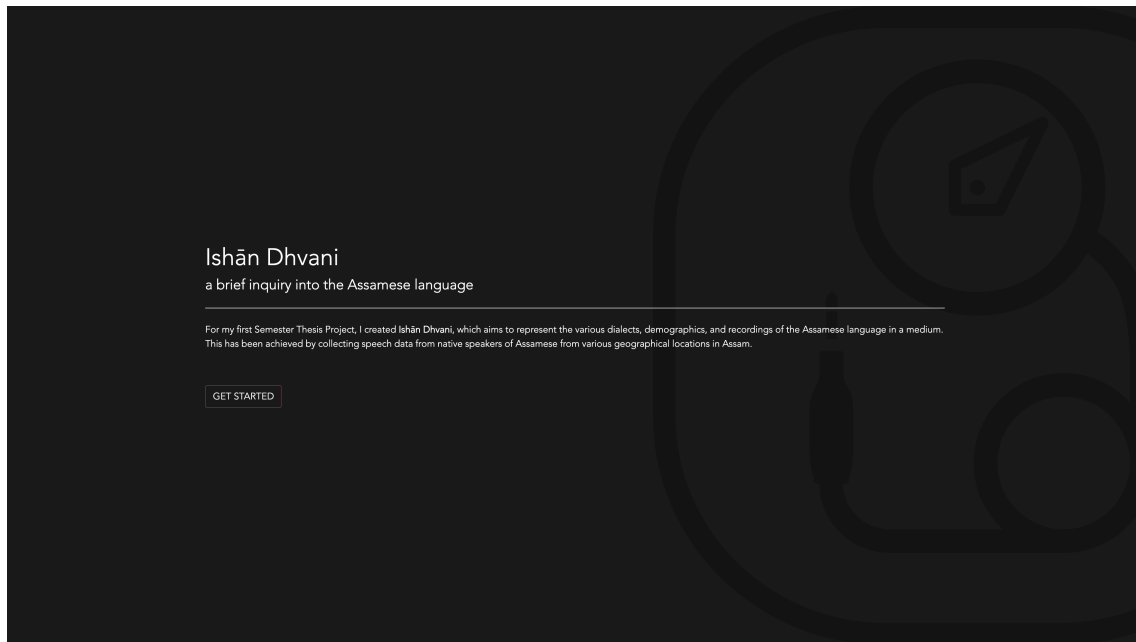 Ishān Dhvani
a brief inquiry into the Assamese language
For my first Semester Thesis Project, I created Ishān Dhvani, which aims to represent the various dialects, demographics, and recordings of the Assamese language in a medium.
This has been achieved by collecting speech data from native speakers of Assamese from various geographical locations in Assam.
GET STARTED